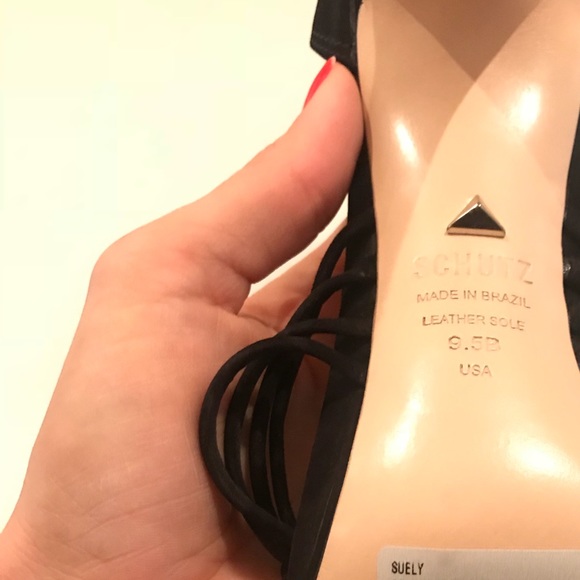 SCHUTZ
MADE IN BRAZIL
LEATHER SOLE
9.5B
USA
SUELY